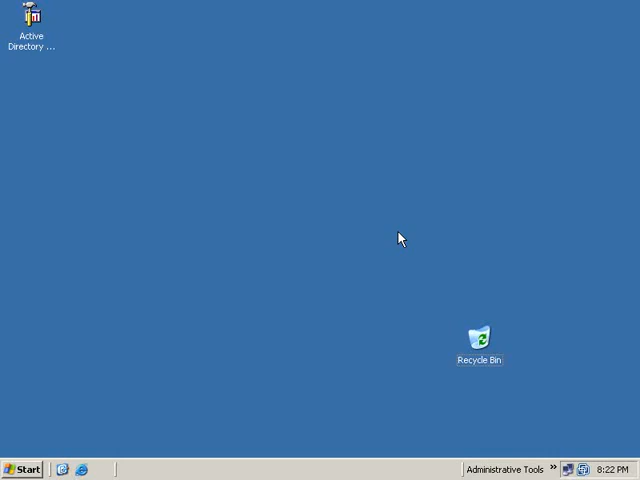 Active
Directory ...
Recycle Bin
Start
Administrative Tools
8:22 PM